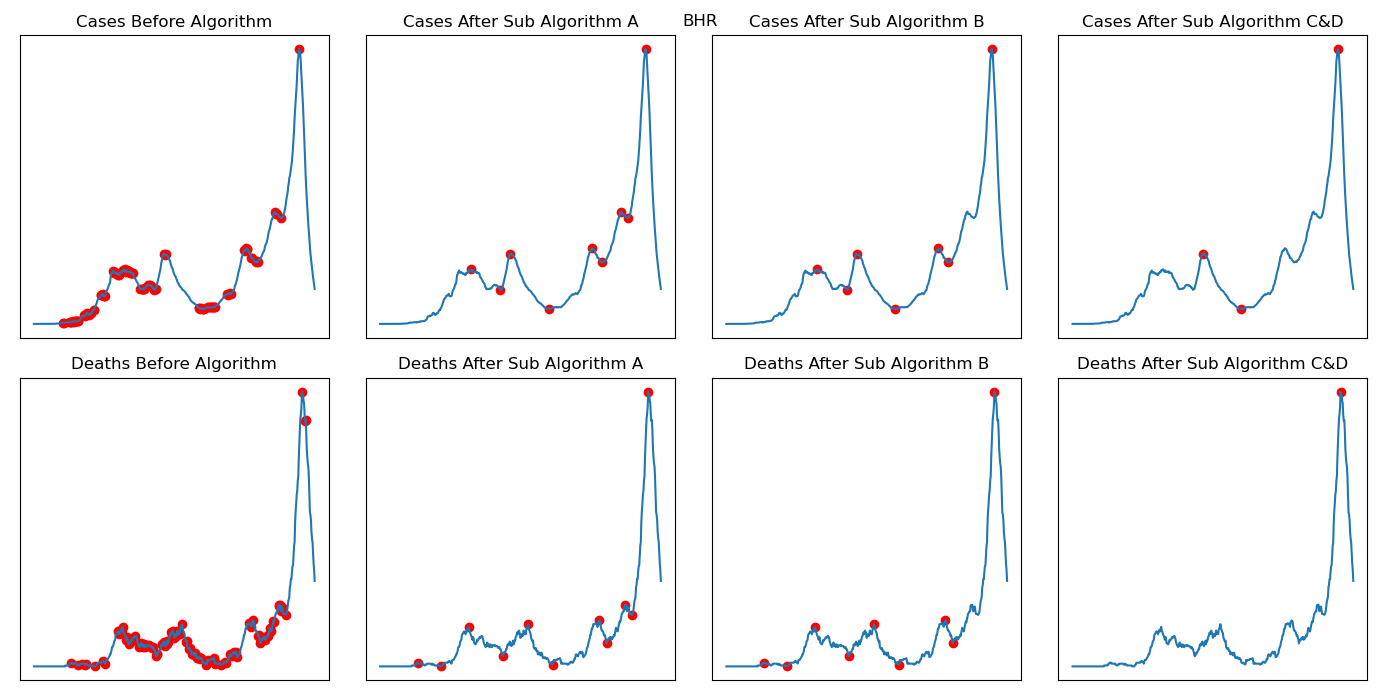 BHR
Cases Before Algorithm
Cases After Sub Algorithm A
Cases After Sub Algorithm B
Cases After Sub Algorithm C&D
Deaths Before Algorithm
Deaths After Sub Algorithm A
Deaths After Sub Algorithm B
Deaths After Sub Algorithm C&D